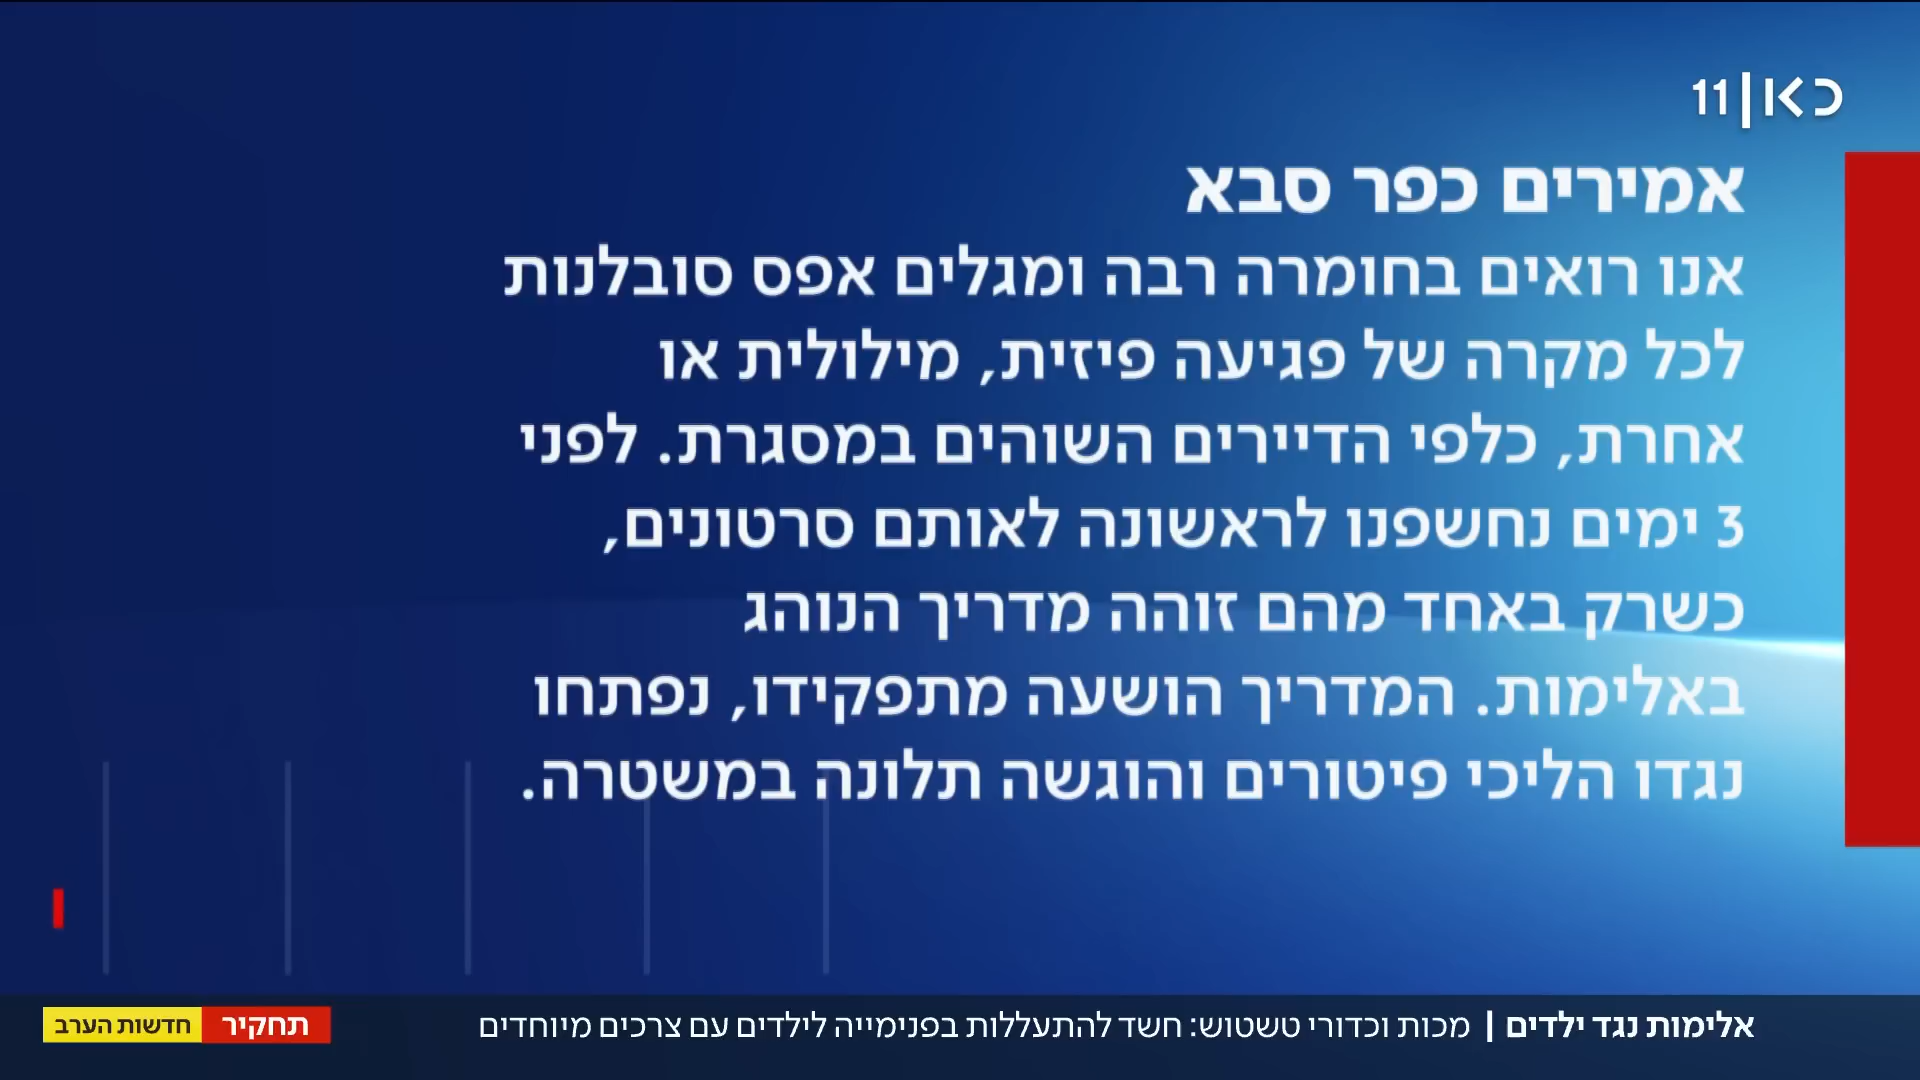 כאן|11
אמירים כפר סבא
אנו רואים בחומרה רבה ומגלים אפס סובלנות
לכל מקרה של פגיעה פיזית, מילולית או
אחרת, כלפי הדיירים השוהים במסגרת. לפני
3 ימים נחשפנו לראשונה לאותם סרטונים,
כשרק באחד מהם זוהה מדריך הנוהג
באלימות. המדריך הושעה מתפקידו, נפתחו
נגדו הליכי פיטורים והוגשה תלונה במשטרה.
אלימות נגד ילדים | מכות וכדורי טשטוש: חשד להתעללות בפנימייה לילדים עם צרכים מיוחדים
תחקיר חדשות הערב